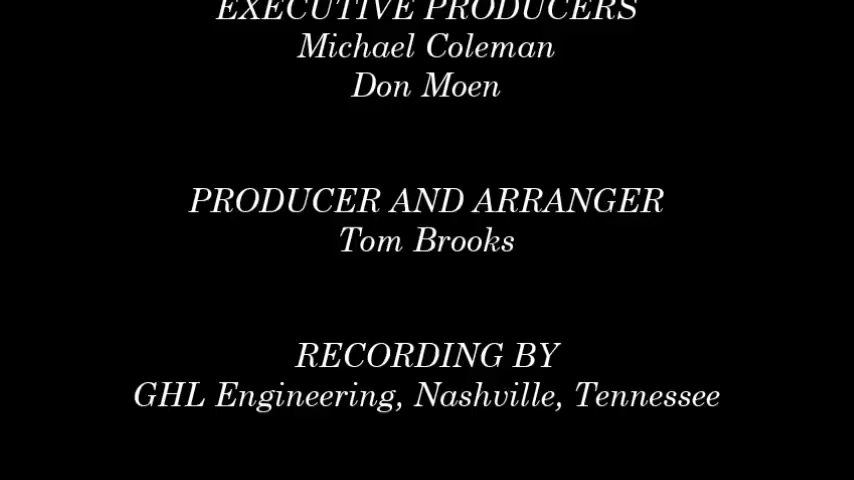 EXECUTIVE PRODUCERS
Michael Coleman
Don Moen
PRODUCER AND ARRANGER
Tom Brooks
RECORDING BY
GHL Engineering, Nashville, Tennessee